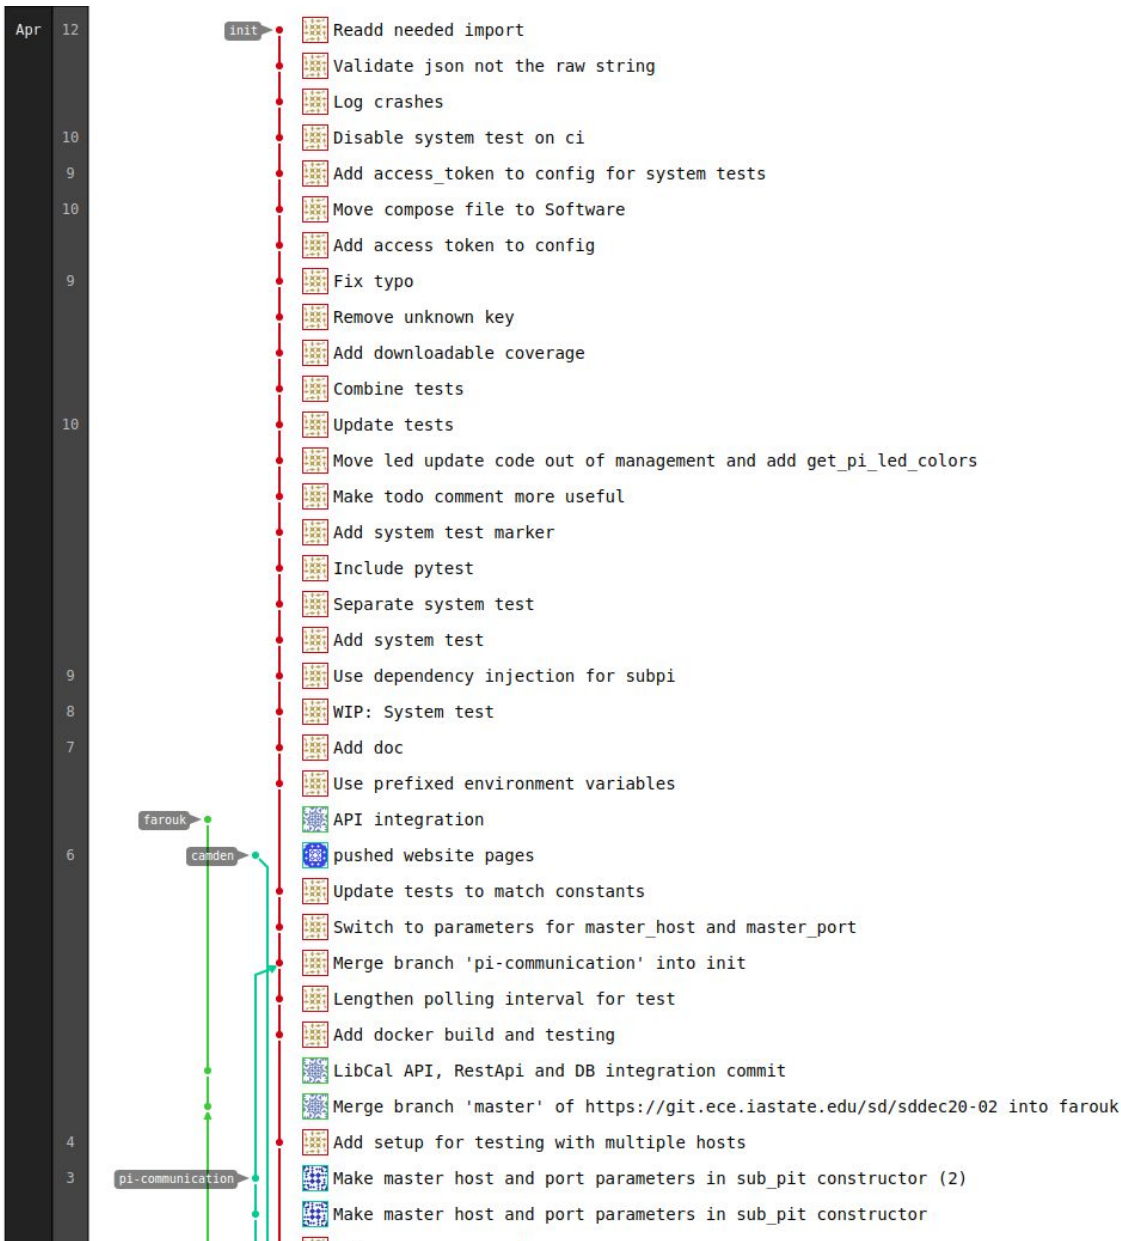 Apr 12 init Readd needed import
Validate json not the raw string
Log crashes
10 Disable system test on ci
9 Add access_token to config for system tests
10 Move compose file to Software
Add access token to config
9 Fix typo
Remove unknown key
Add downloadable coverage
Combine tests
10 Update tests
Move led update code out of management and add get_pi_led_colors
Make todo comment more useful
Add system test marker
Include pytest
Separate system test
Add system test
9 Use dependency injection for subpi
8 WIP: System test
7 Add doc
Use prefixed environment variables
farouk API integration
6 camden pushed website pages
Update tests to match constants
Switch to parameters for master_host and master_port
Merge branch 'pi-communication' into init
Lengthen polling interval for test
Add docker build and testing
LibCal API, RestApi and DB integration commit
Merge branch 'master' of https://git.ece.iastate.edu/sd/sddec20-02 into farouk
4 Add setup for testing with multiple hosts
3 pi-communication Make master host and port parameters in sub_pit constructor (2)
Make master host and port parameters in sub_pit constructor